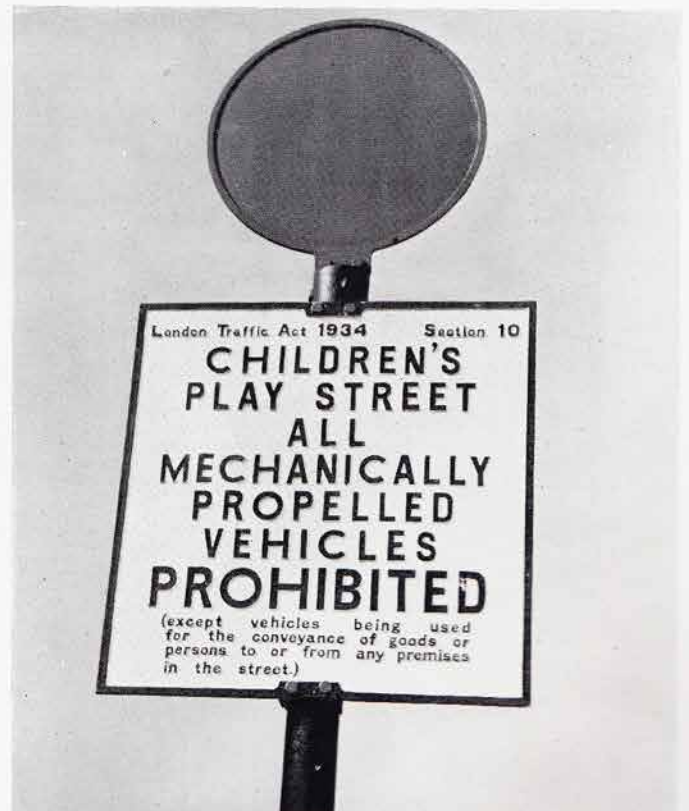 London Traffic Act 1934 Section 10
CHILDREN'S
PLAY STREET
ALL
MECHANICALLY
PROPELLED
VEHICLES
PROHIBITED
(except vehicles being used
for the conveyance of goods or
persons to or from any premises
in the street.)